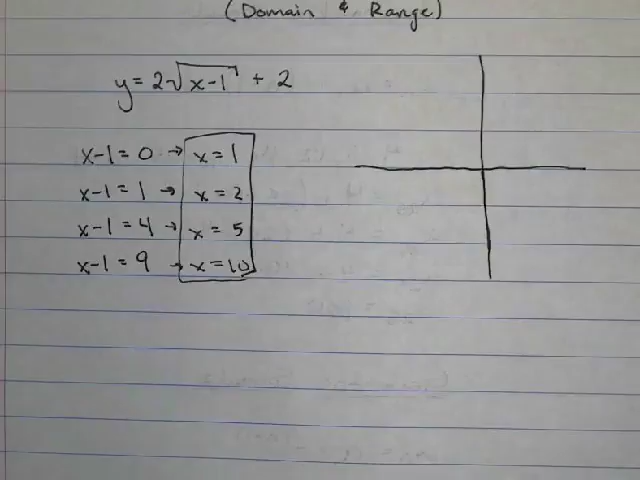 (Domain & Range)
y = 2√(x-1) + 2
x-1 = 0 → x = 1
x-1 = 1 → x = 2
x-1 = 4 → x = 5
x-1 = 9 → x = 10